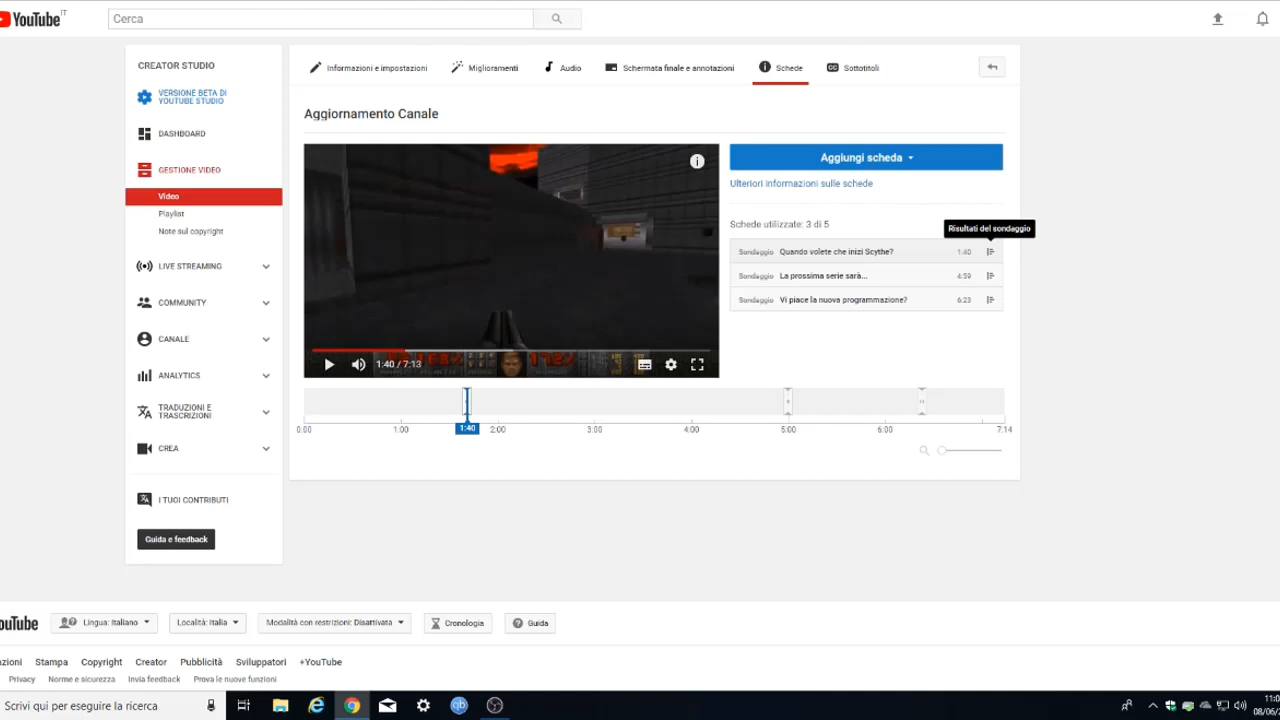 YouTube IT
Cerca
CREATOR STUDIO
VERSIONE BETA DI
YOUTUBE STUDIO
DASHBOARD
GESTIONE VIDEO
Video
Playlist
Note sul copyright
LIVE STREAMING
COMMUNITY
CANALE
ANALYTICS
TRADUZIONI E
TRASCRIZIONI
CREA
I TUOI CONTRIBUTI
Guida e feedback
Informazioni e impostazioni
Miglioramenti
Audio
Schermata finale e annotazioni
Schede
CC Sottotitoli
Aggiornamento Canale
1:40 / 7:13
Aggiungi scheda
Ulteriori informazioni sulle schede
Schede utilizzate: 3 di 5
Risultati del sondaggio
Sondaggio Quando volete che inizi Scythe? 1:40
Sondaggio La prossima serie sarà... 4:59
Sondaggio Vi piace la nuova programmazione? 6:23
0:00 1:00 1:40 2:00 3:00 4:00 5:00 6:00 7:14
Lingua: Italiano
Località: Italia
Modalità con restrizioni: Disattivata
Cronologia
Guida
Stampa Copyright Creator Pubblicità Sviluppatori +YouTube
Privacy Norme e sicurezza Invia feedback Prova le nuove funzioni
Scrivi qui per eseguire la ricerca
qb